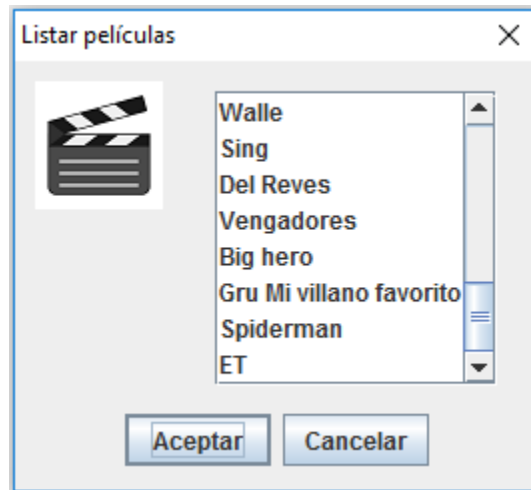 Listar películas
Walle
Sing
Del Reves
Vengadores
Big hero
Gru Mi villano favorito
Spiderman
ET
Aceptar
Cancelar